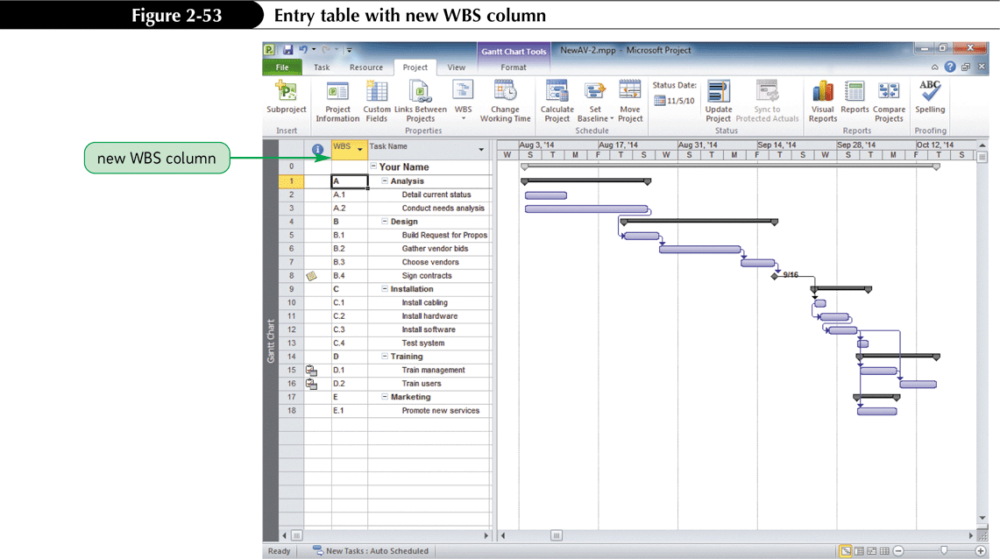 Figure 2-53 Entry table with new WBS column
Gantt Chart Tools NewAV-2.mpp - Microsoft Project
File Task Resource Project View Format
Subproject
Insert
Project Information
Custom Fields
Links Between Projects
WBS
Change Working Time
Properties
Calculate Project
Set Baseline
Move Project
Schedule
Status Date:
11/5/10
Update Project
Sync to Protected Actuals
Status
Visual Reports
Reports
Compare Projects
Reports
ABC
Spelling
Proofing
new WBS column
WBS Task Name
Aug 3, '14 Aug 17, '14 Aug 31, '14 Sep 14, '14 Sep 28, '14 Oct 12, '14
W S T M F T S W S T M F T S W S T M F T S
0 Your Name
1 A Analysis
2 A.1 Detail current status
3 A.2 Conduct needs analysis
4 B Design
5 B.1 Build Request for Propos
6 B.2 Gather vendor bids
7 B.3 Choose vendors
8 B.4 Sign contracts 9/16
9 C Installation
10 C.1 Install cabling
11 C.2 Install hardware
12 C.3 Install software
13 C.4 Test system
14 D Training
15 D.1 Train management
16 D.2 Train users
17 E Marketing
18 E.1 Promote new services
Gantt Chart
Ready New Tasks : Auto Scheduled